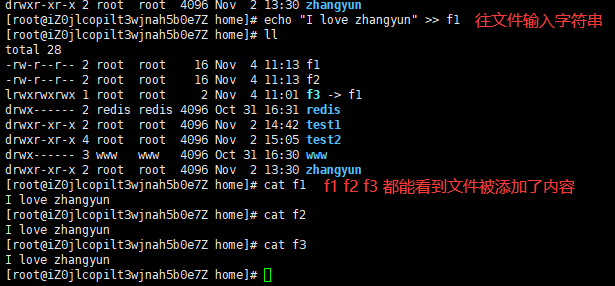 drwxr-xr-x 2 root  root  4096 Nov  2 13:30 zhangyun
[root@iZ0jlcopilt3wjnah5b0e7Z home]# echo "I love zhangyun" >> f1 往文件输入字符串
[root@iZ0jlcopilt3wjnah5b0e7Z home]# ll
total 28
-rw-r--r-- 2 root  root    16 Nov  4 11:13 f1
-rw-r--r-- 2 root  root    16 Nov  4 11:13 f2
lrwxrwxrwx 1 root  root     2 Nov  4 11:01 f3 -> f1
drwx------ 2 redis redis 4096 Oct 31 16:31 redis
drwxr-xr-x 2 root  root  4096 Nov  2 14:42 test1
drwxr-xr-x 4 root  root  4096 Nov  2 15:05 test2
drwx------ 3 www   www   4096 Oct 31 16:30 www
drwxr-xr-x 2 root  root  4096 Nov  2 13:30 zhangyun
[root@iZ0jlcopilt3wjnah5b0e7Z home]# cat f1 f1 f2 f3 都能看到文件被添加了内容
I love zhangyun
[root@iZ0jlcopilt3wjnah5b0e7Z home]# cat f2
I love zhangyun
[root@iZ0jlcopilt3wjnah5b0e7Z home]# cat f3
I love zhangyun
[root@iZ0jlcopilt3wjnah5b0e7Z home]#